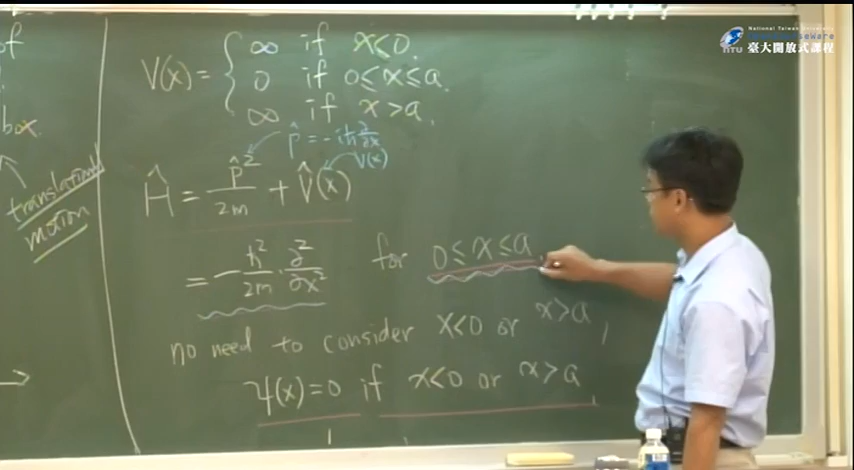 of
box.
translational
motion
V(x) = { ∞ if x<0.
0 if 0≤x≤a.
∞ if x>a.
p̂ = -iħ ∂/∂x
V(x)
Ĥ = p̂²/2m + V̂(x)
= - ħ²/2m · ∂²/∂x² for 0≤x≤a
no need to consider x<0 or x>a,
ψ(x)=0 if x<0 or x>a,
National Taiwan University
OpenCourseWare
NTU
臺大開放式課程